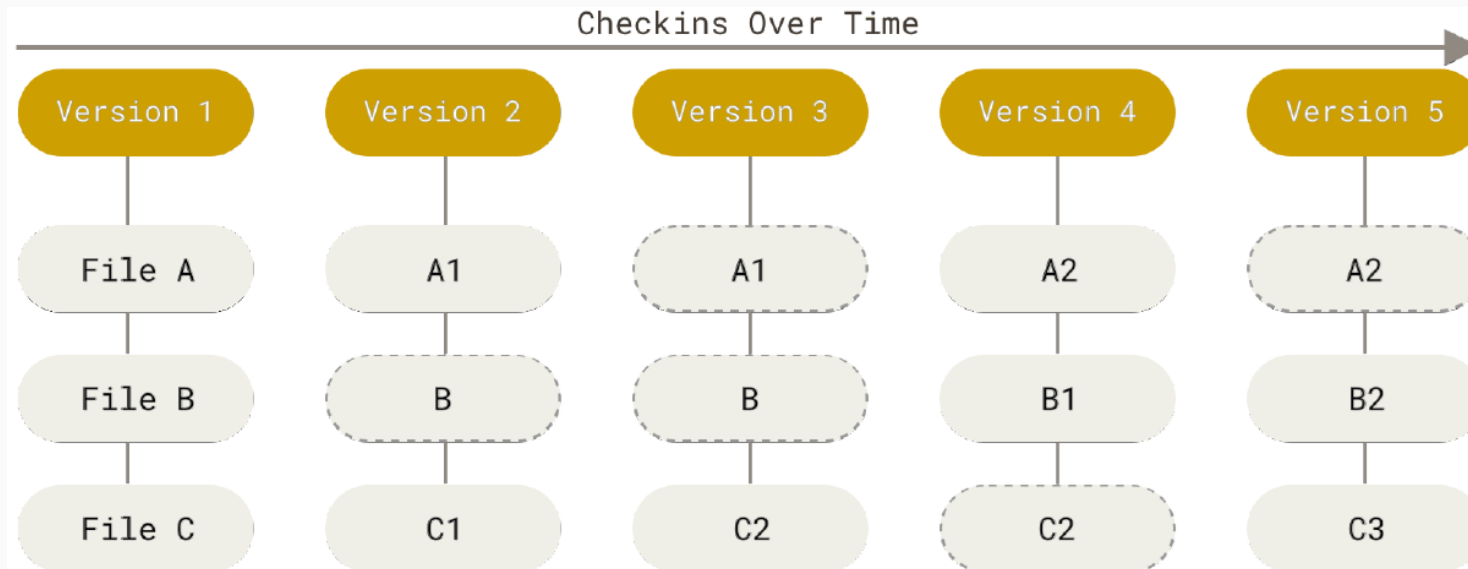 Checkins Over Time
Version 1 Version 2 Version 3 Version 4 Version 5
File A A1 A1 A2 A2
File B B B B1 B2
File C C1 C2 C2 C3